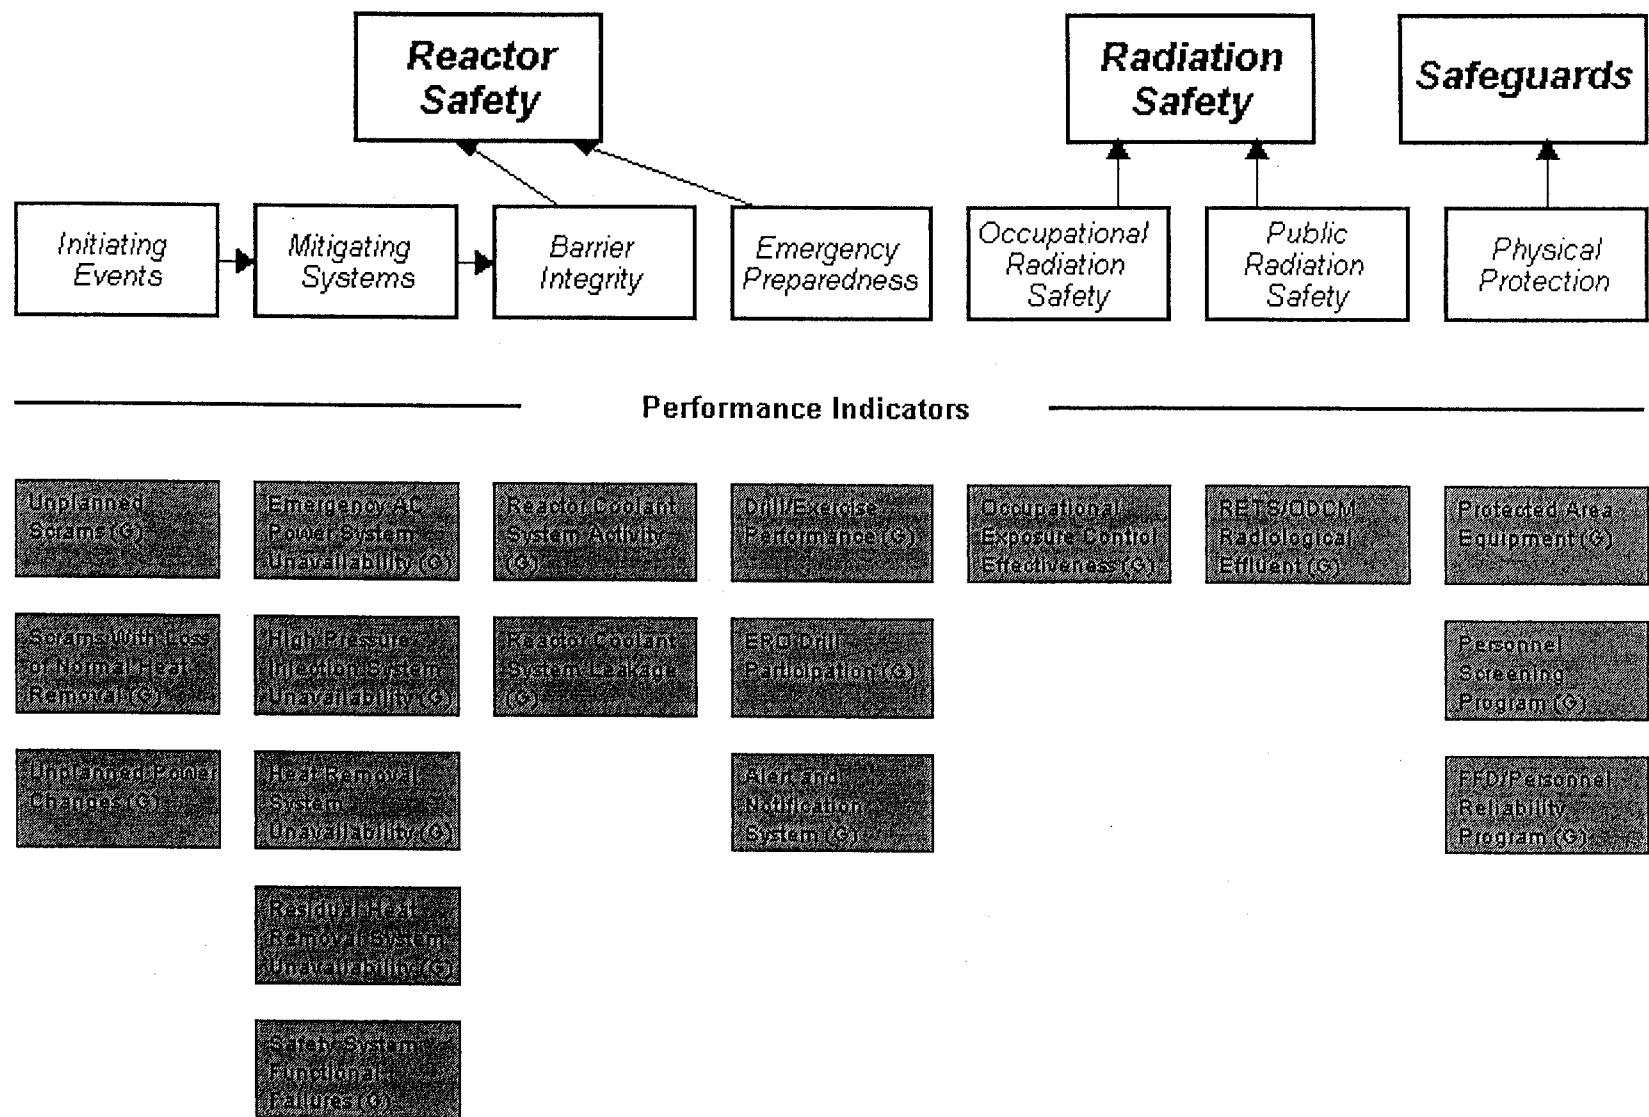 Reactor
Safety
Radiation
Safety
Safeguards
Initiating
Events
Mitigating
Systems
Barrier
Integrity
Emergency
Preparedness
Occupational
Radiation
Safety
Public
Radiation
Safety
Physical
Protection
Performance Indicators
Unplanned
Scrams (G)
Emergency AC
Power System
Unavailability (G)
Reactor Coolant
System Activity
(G)
Drill/Exercise
Performance (G)
Occupational
Exposure Control
Effectiveness (G)
RETS/ODCM
Radiological
Effluent (G)
Protected Area
Equipment (G)
Scrams With Loss
of Normal Heat
Removal (G)
High Pressure
Injection System
Unavailability (G)
Reactor Coolant
System Leakage
(G)
ERO Drill
Participation (G)
Personnel
Screening
Program (G)
Unplanned Power
Changes (G)
Heat Removal
System
Unavailability (G)
Alert and
Notification
System (G)
FFD/Personnel
Reliability
Program (G)
Residual Heat
Removal System
Unavailability (G)
Safety System
Functional
Failures (G)